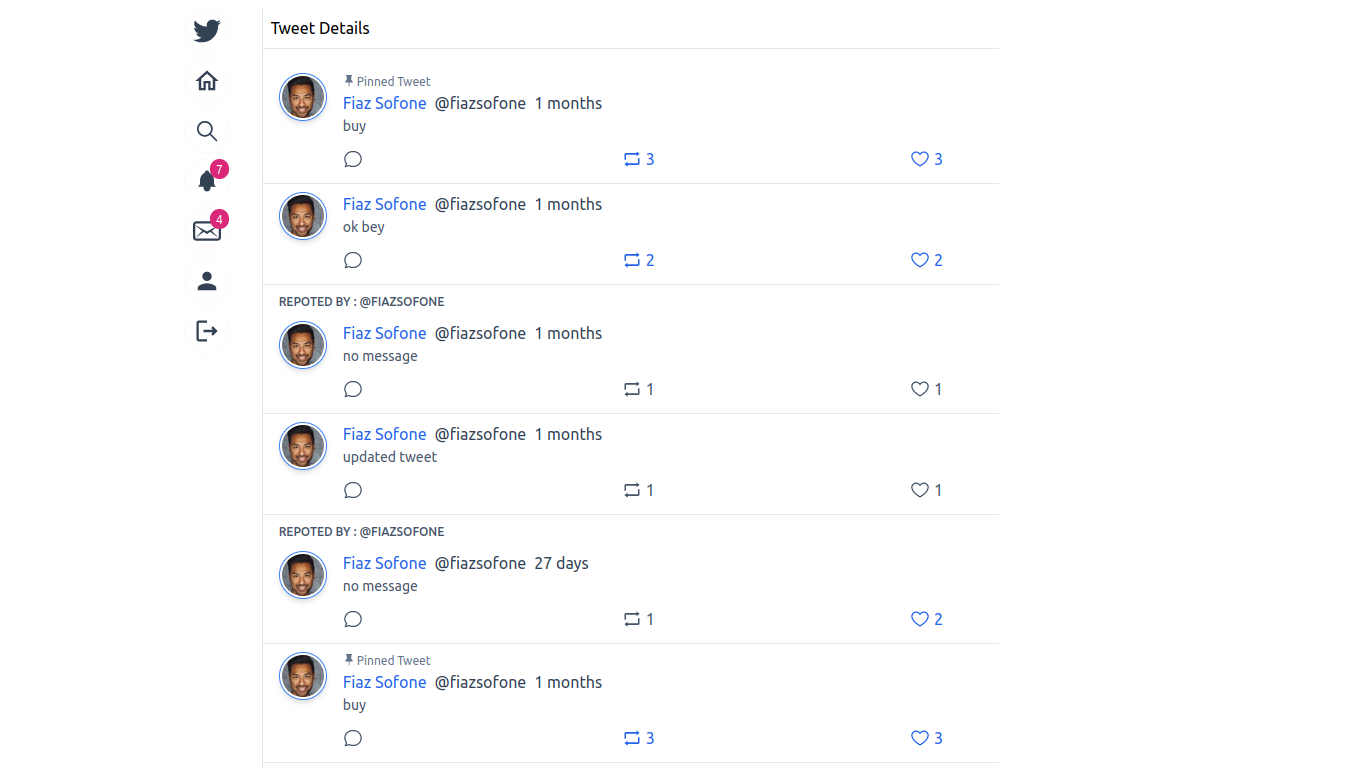 Tweet Details
Pinned Tweet
Fiaz Sofone @fiazsofone 1 months
buy
3 3
7
4
Fiaz Sofone @fiazsofone 1 months
ok bey
2 2
REPOTED BY : @FIAZSOFONE
Fiaz Sofone @fiazsofone 1 months
no message
1 1
Fiaz Sofone @fiazsofone 1 months
updated tweet
1 1
REPOTED BY : @FIAZSOFONE
Fiaz Sofone @fiazsofone 27 days
no message
1 2
Pinned Tweet
Fiaz Sofone @fiazsofone 1 months
buy
3 3